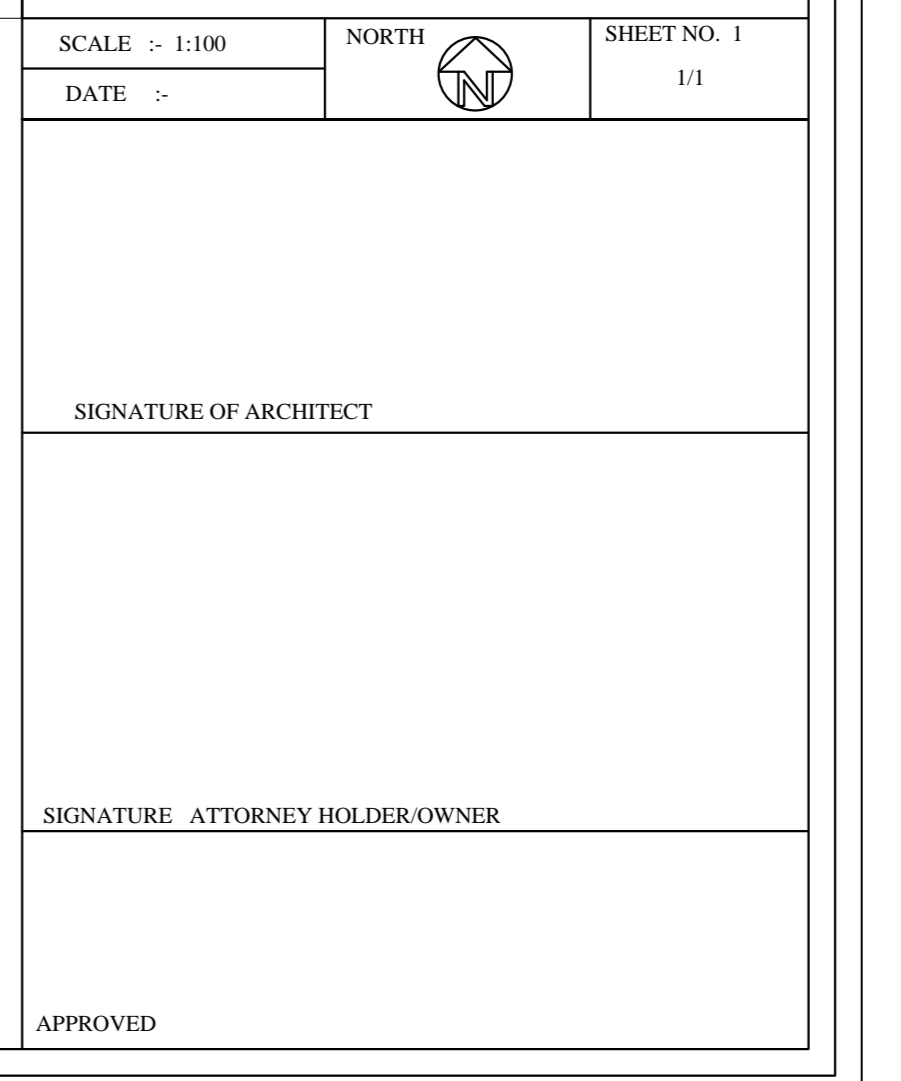 SCALE :- 1:100
NORTH
N
SHEET NO. 1
1/1
DATE :-
SIGNATURE OF ARCHITECT
SIGNATURE ATTORNEY HOLDER/OWNER
APPROVED